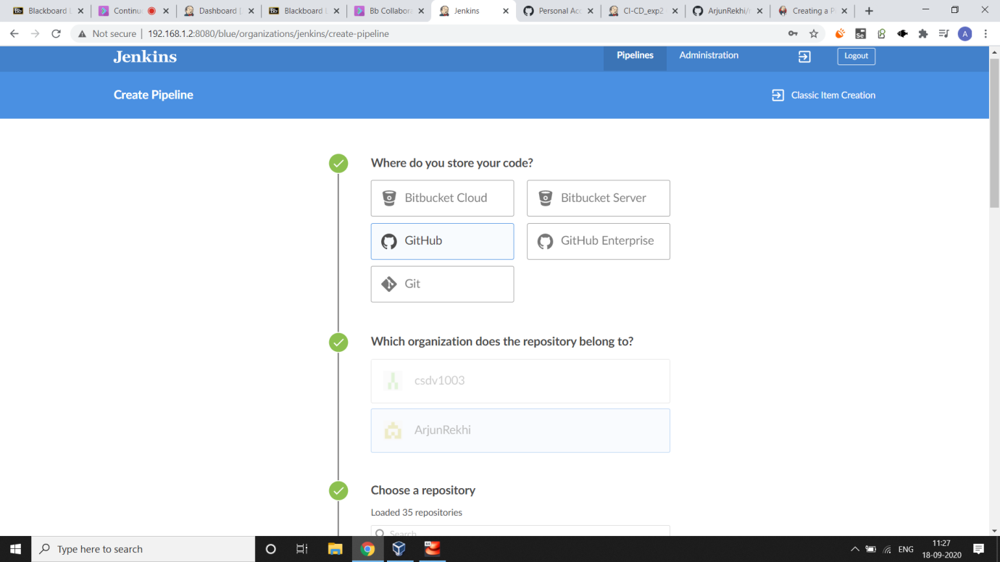 Blackboard L
Continu
Dashboard [
Blackboard L
Bb Collabora
Jenkins
Personal Acc
CI-CD_exp2
ArjunRekhi/
Creating a P
Not secure
192.168.1.2:8080/blue/organizations/jenkins/create-pipeline
A
Jenkins
Pipelines
Administration
Logout
Create Pipeline
Classic Item Creation
Where do you store your code?
Bitbucket Cloud
Bitbucket Server
GitHub
GitHub Enterprise
Git
Which organization does the repository belong to?
csdv1003
ArjunRekhi
Choose a repository
Loaded 35 repositories
Search
Type here to search
ENG
11:27
18-09-2020